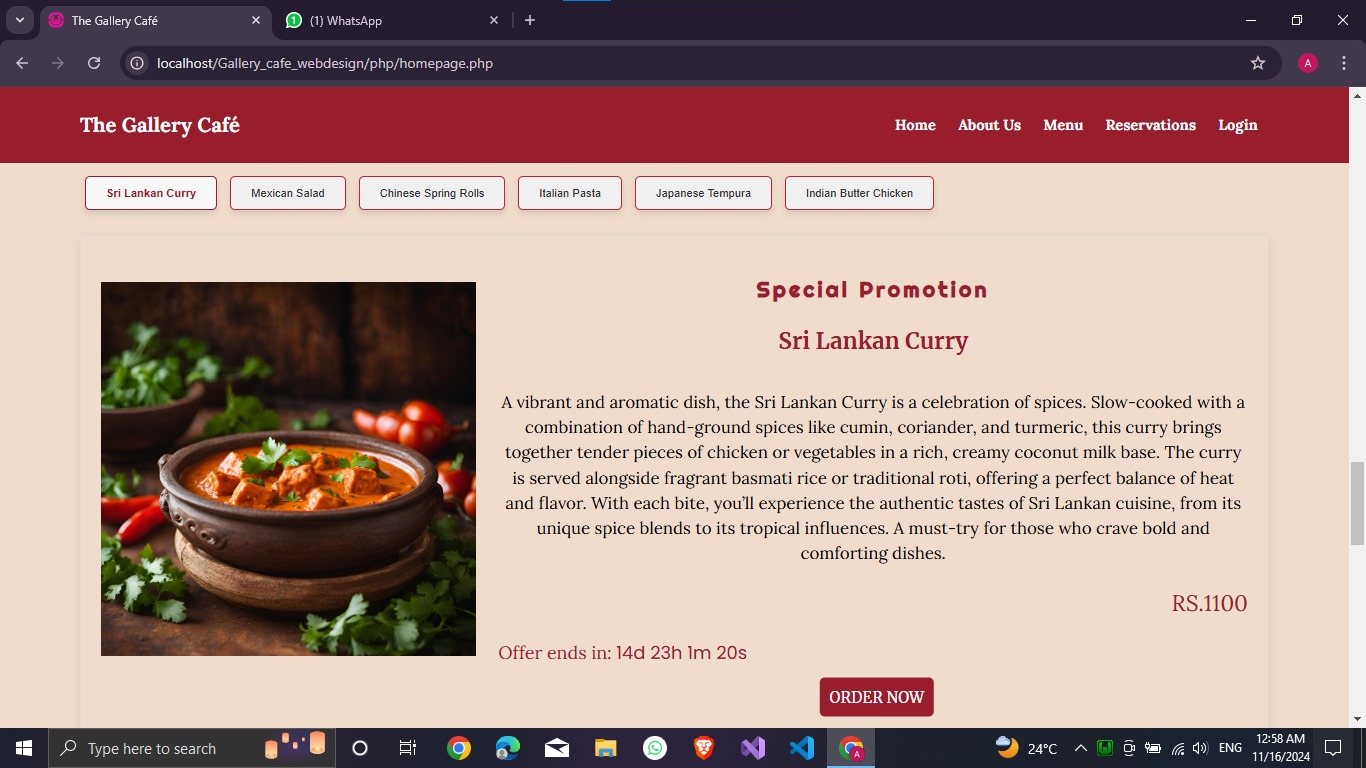 The Gallery Café
(1) WhatsApp
localhost/Gallery_cafe_webdesign/php/homepage.php
A
The Gallery Café
Home About Us Menu Reservations Login
Sri Lankan Curry Mexican Salad Chinese Spring Rolls Italian Pasta Japanese Tempura Indian Butter Chicken
Special Promotion
Sri Lankan Curry
A vibrant and aromatic dish, the Sri Lankan Curry is a celebration of spices. Slow-cooked with a
combination of hand-ground spices like cumin, coriander, and turmeric, this curry brings
together tender pieces of chicken or vegetables in a rich, creamy coconut milk base. The curry
is served alongside fragrant basmati rice or traditional roti, offering a perfect balance of heat
and flavor. With each bite, you’ll experience the authentic tastes of Sri Lankan cuisine, from its
unique spice blends to its tropical influences. A must-try for those who crave bold and
comforting dishes.
RS.1100
Offer ends in: 14d 23h 1m 20s
ORDER NOW
Type here to search
24°C
ENG
12:58 AM
11/16/2024